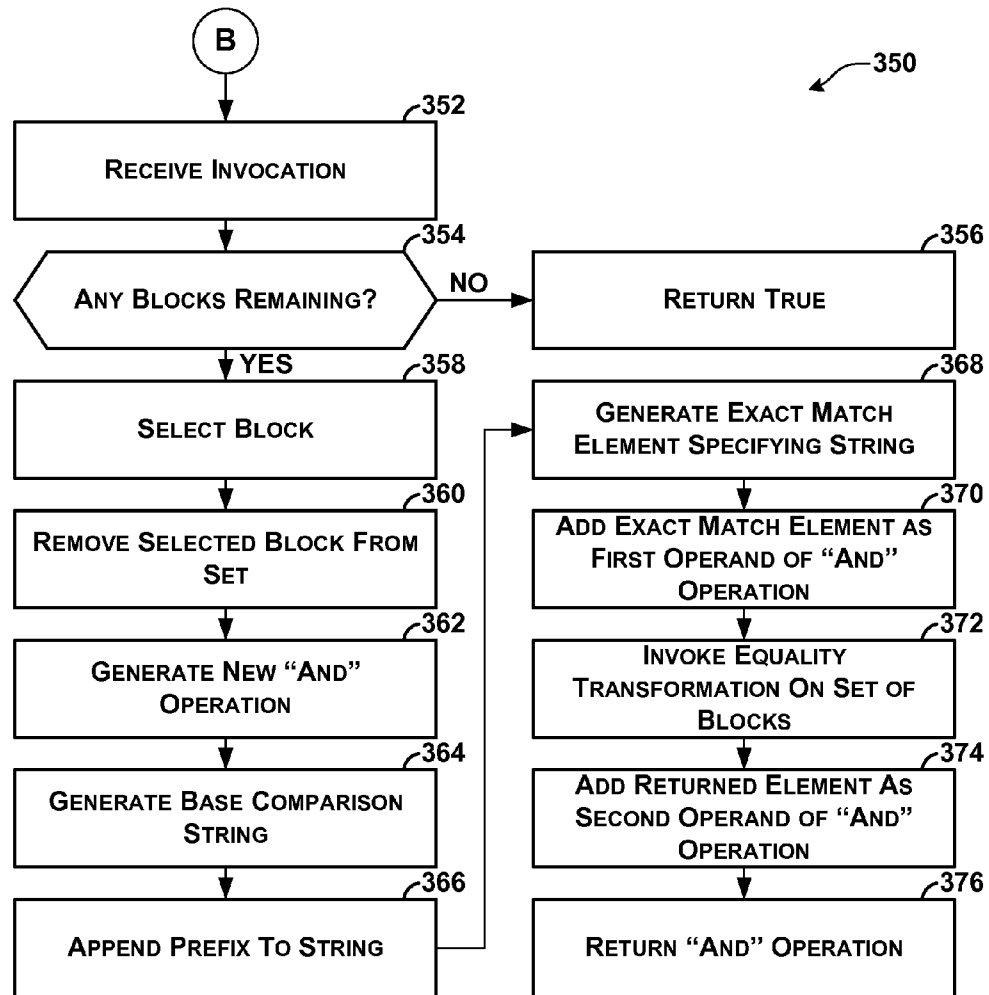 B
350
352
RECEIVE INVOCATION
354
ANY BLOCKS REMAINING?
NO
356
RETURN TRUE
YES
358
SELECT BLOCK
360
REMOVE SELECTED BLOCK FROM
SET
362
GENERATE NEW “AND”
OPERATION
364
GENERATE BASE COMPARISON
STRING
366
APPEND PREFIX TO STRING
368
GENERATE EXACT MATCH
ELEMENT SPECIFYING STRING
370
ADD EXACT MATCH ELEMENT AS
FIRST OPERAND OF “AND”
OPERATION
372
INVOKE EQUALITY
TRANSFORMATION ON SET OF
BLOCKS
374
ADD RETURNED ELEMENT AS
SECOND OPERAND OF “AND”
OPERATION
376
RETURN “AND” OPERATION